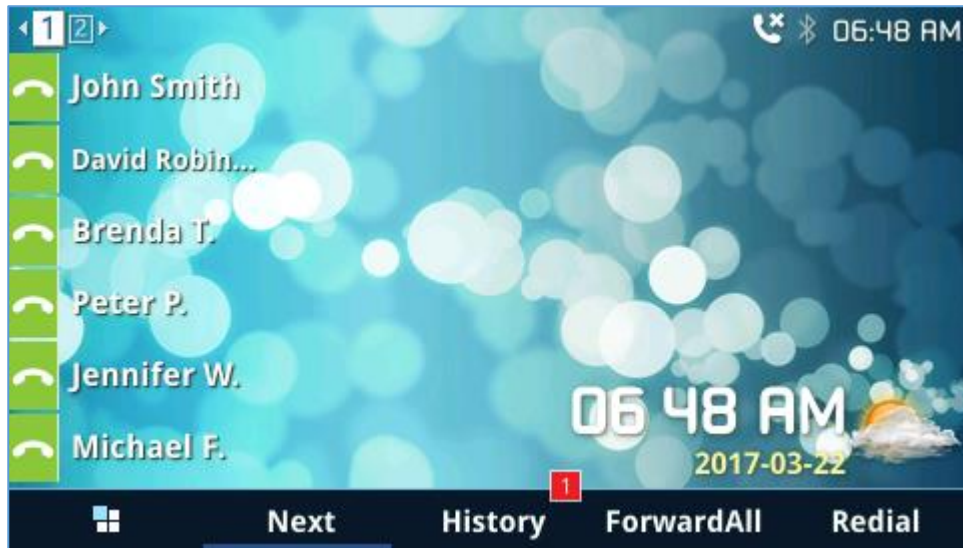 1 2 06:48 AM
John Smith
David Robin...
Brenda T.
Peter P.
Jennifer W.
Michael F.
06 48 AM
2017-03-22
1
Next History ForwardAll Redial